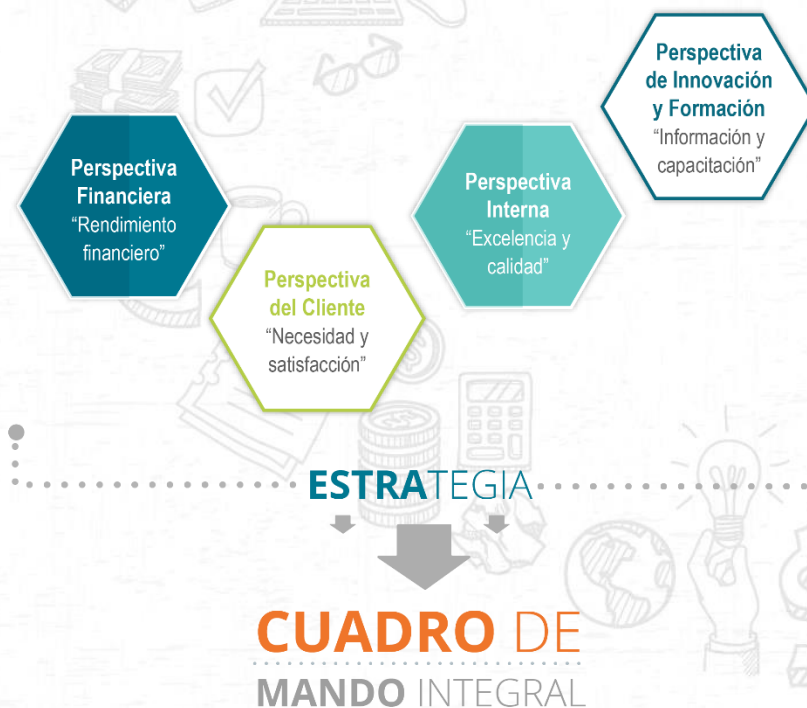 Perspectiva
Financiera
“Rendimiento
financiero”
Perspectiva
del Cliente
“Necesidad y
satisfacción”
Perspectiva
Interna
“Excelencia y
calidad”
Perspectiva
de Innovación
y Formación
“Información y
capacitación”
ESTRATEGIA
CUADRO DE
MANDO INTEGRAL